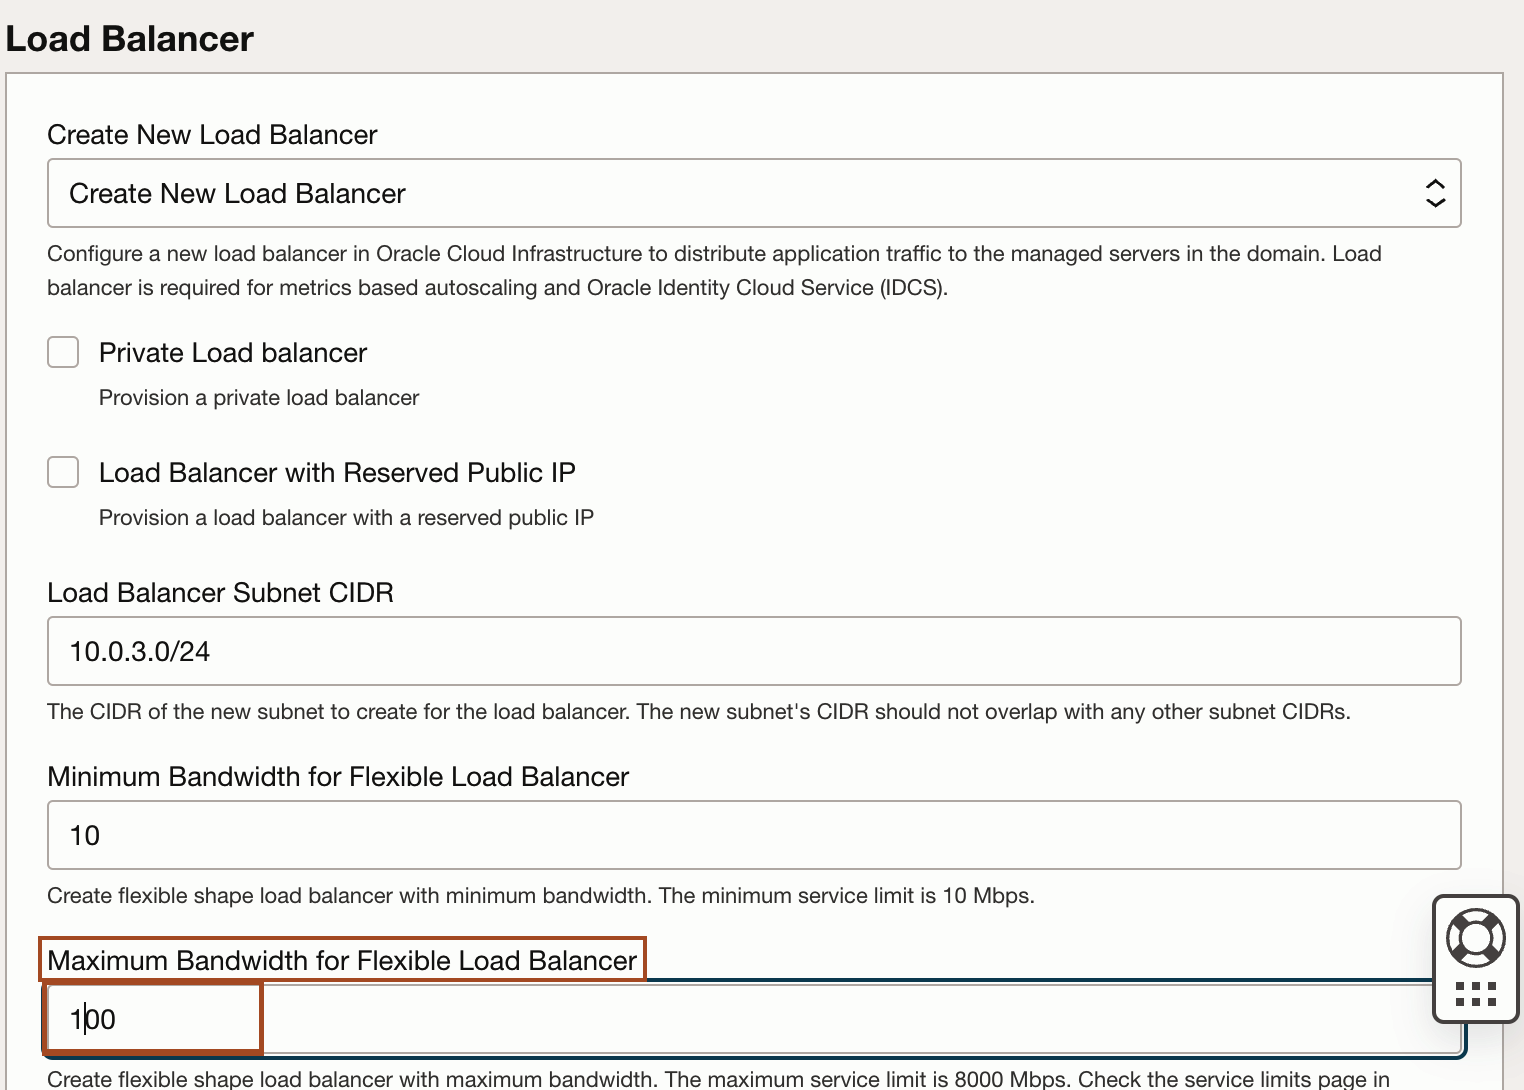 Load Balancer
Create New Load Balancer
Create New Load Balancer
Configure a new load balancer in Oracle Cloud Infrastructure to distribute application traffic to the managed servers in the domain. Load
balancer is required for metrics based autoscaling and Oracle Identity Cloud Service (IDCS).
Private Load balancer
Provision a private load balancer
Load Balancer with Reserved Public IP
Provision a load balancer with a reserved public IP
Load Balancer Subnet CIDR
10.0.3.0/24
The CIDR of the new subnet to create for the load balancer. The new subnet's CIDR should not overlap with any other subnet CIDRs.
Minimum Bandwidth for Flexible Load Balancer
10
Create flexible shape load balancer with minimum bandwidth. The minimum service limit is 10 Mbps.
Maximum Bandwidth for Flexible Load Balancer
100
Create flexible shape load balancer with maximum bandwidth. The maximum service limit is 8000 Mbps. Check the service limits page in